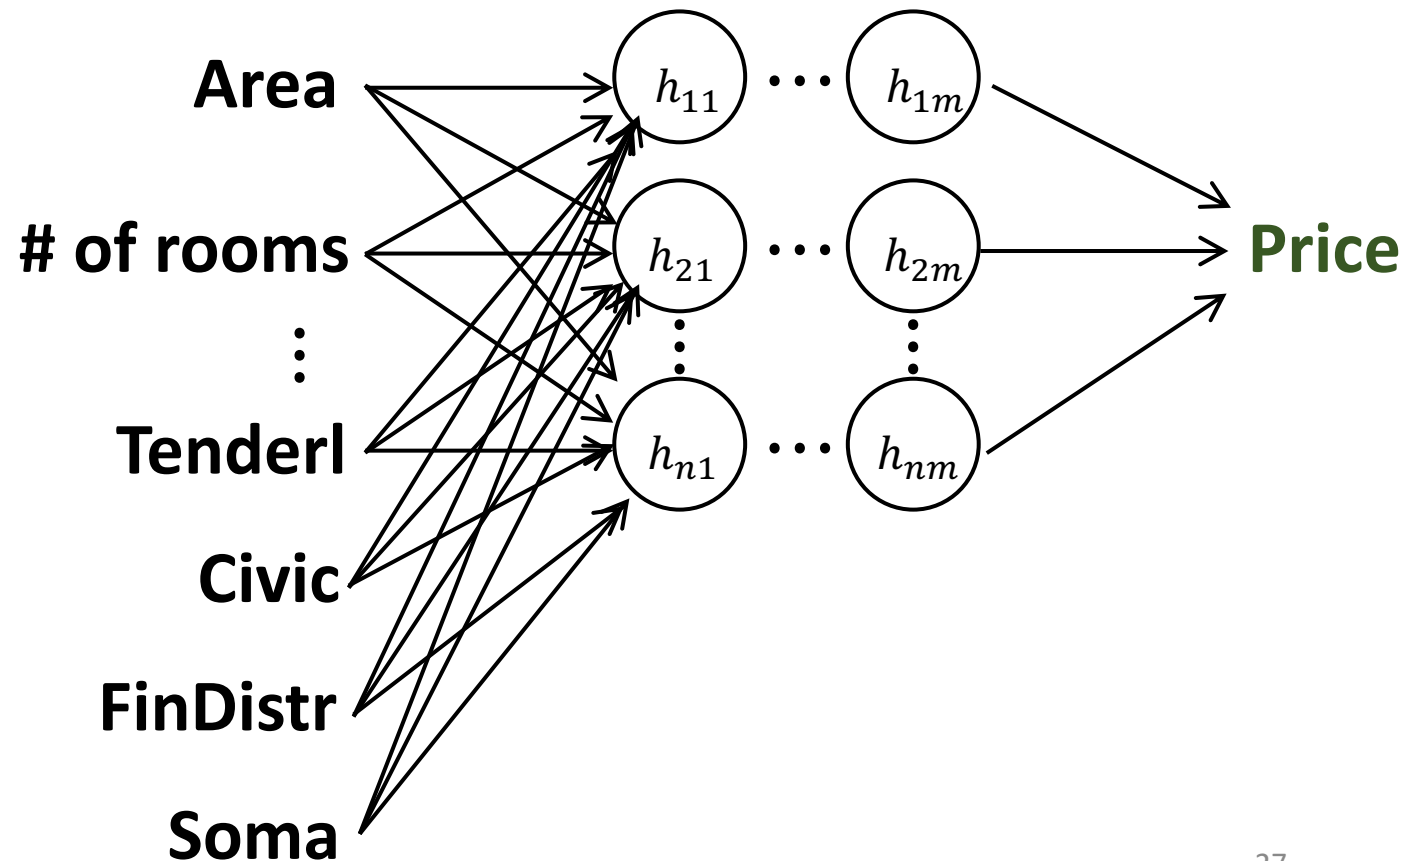 Area
# of rooms
⋮
Tenderl
Civic
FinDistr
Soma
h₁₁ ⋯ h₁ₘ
h₂₁ ⋯ h₂ₘ
⋮ ⋮
hₙ₁ ⋯ hₙₘ
Price